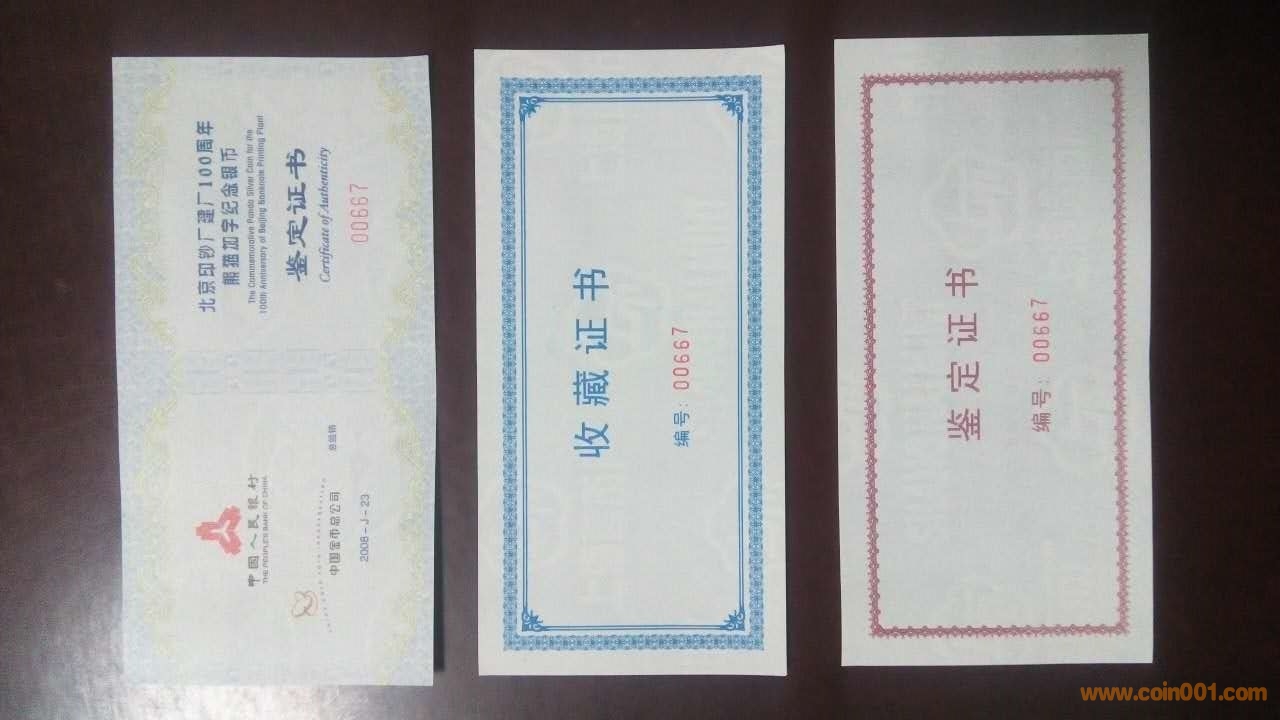 北京印钞厂建厂100周年
熊猫加字纪念银币
The Commemorative Panda Silver Coin for the
100th Anniversary of Beijing Banknote Printing Plant
鉴定证书
Certificate of Authenticity
00667
中国人民银行
THE PEOPLE'S BANK OF CHINA
中国金币总公司
2008-J-23
收藏证书
编号：00667
鉴定证书
编号：00667
www.coin001.com